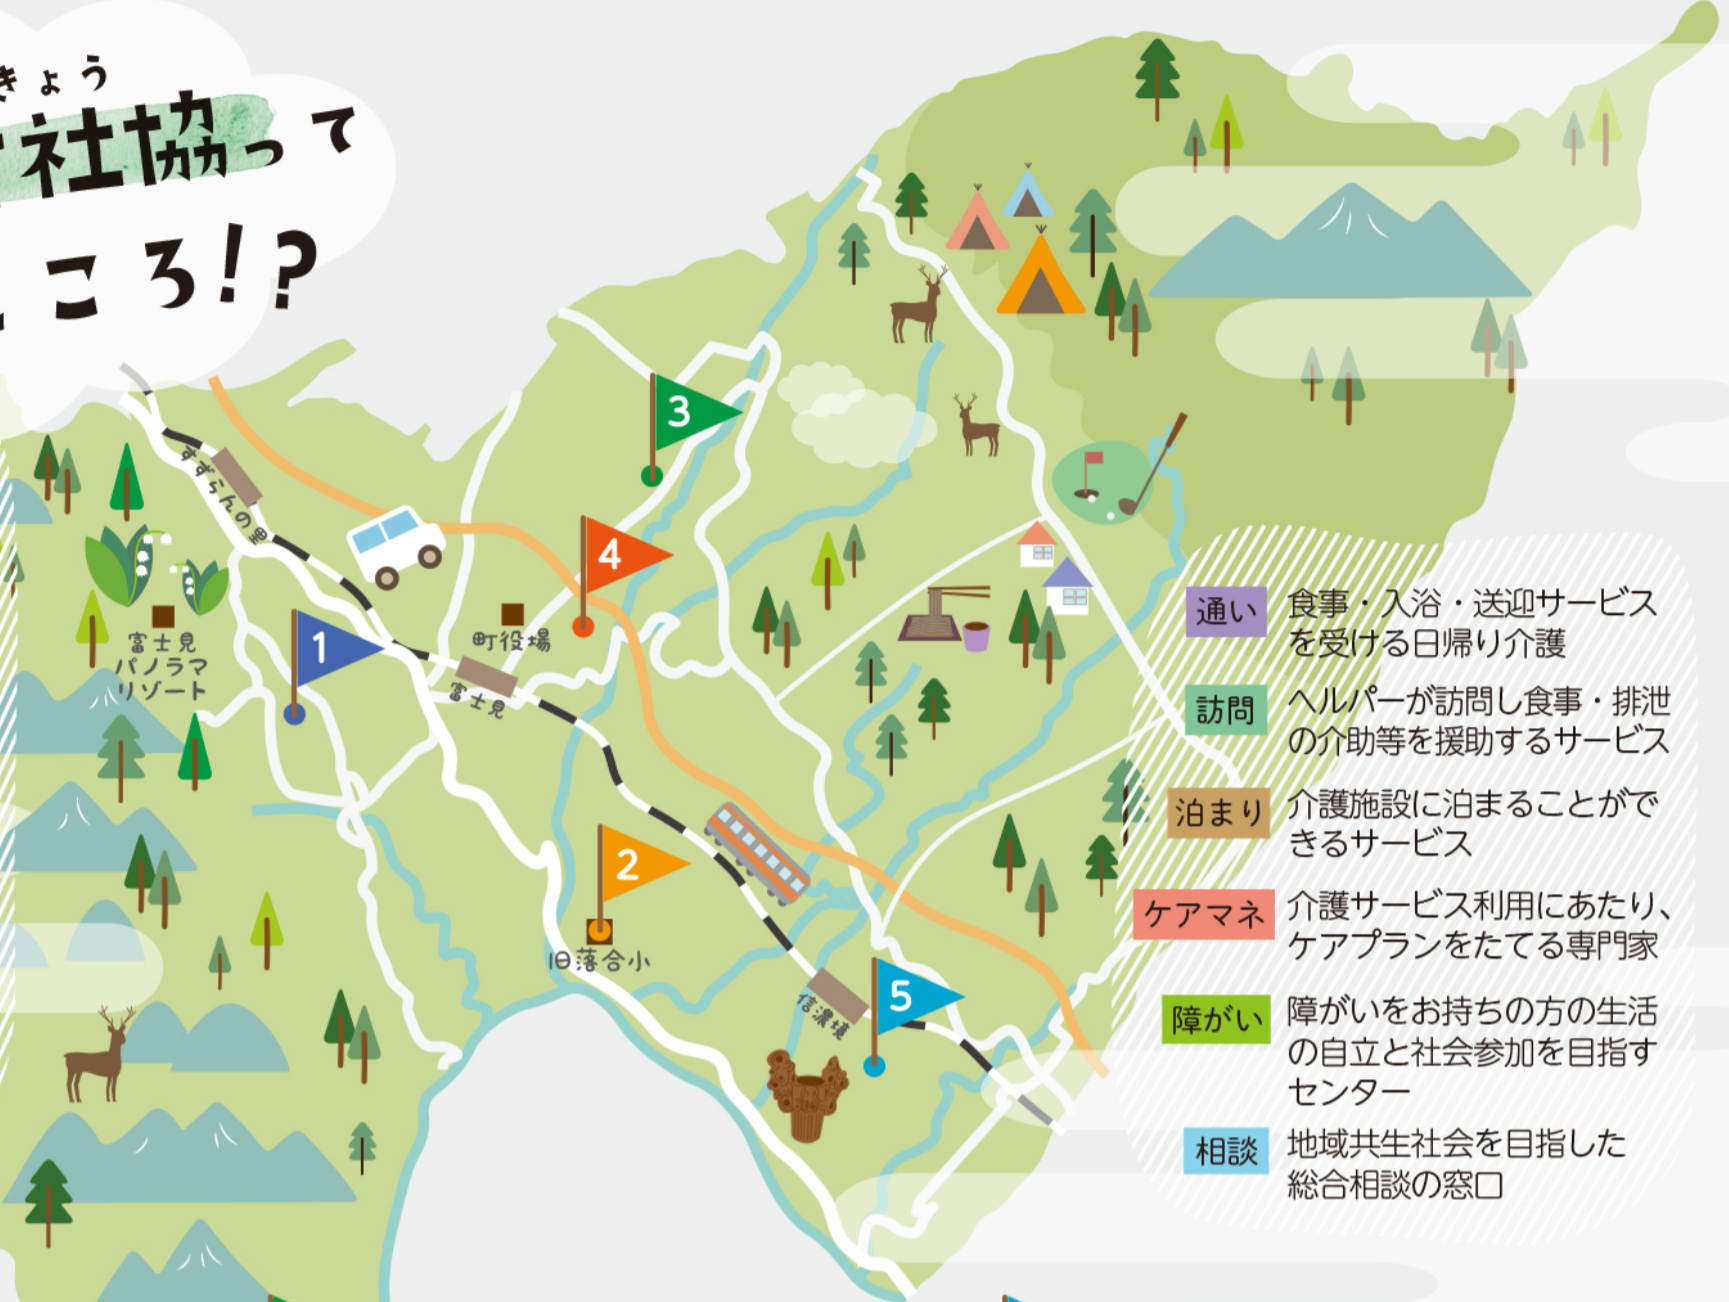 きょう
社協って
ころ!?
3
すずらんの里
4
富士見
パノラマ
リゾート
1
町役場
富士見
2
旧落合小
5
信濃境
通い
食事・入浴・送迎サービス
を受ける日帰り介護
訪問
ヘルパーが訪問し食事・排泄
の介助等を援助するサービス
泊まり
介護施設に泊まることがで
きるサービス
ケアマネ
介護サービス利用にあたり、
ケアプランをたてる専門家
障がい
障がいをお持ちの方の生活
の自立と社会参加を目指す
センター
相談
地域共生社会を目指した
総合相談の窓口